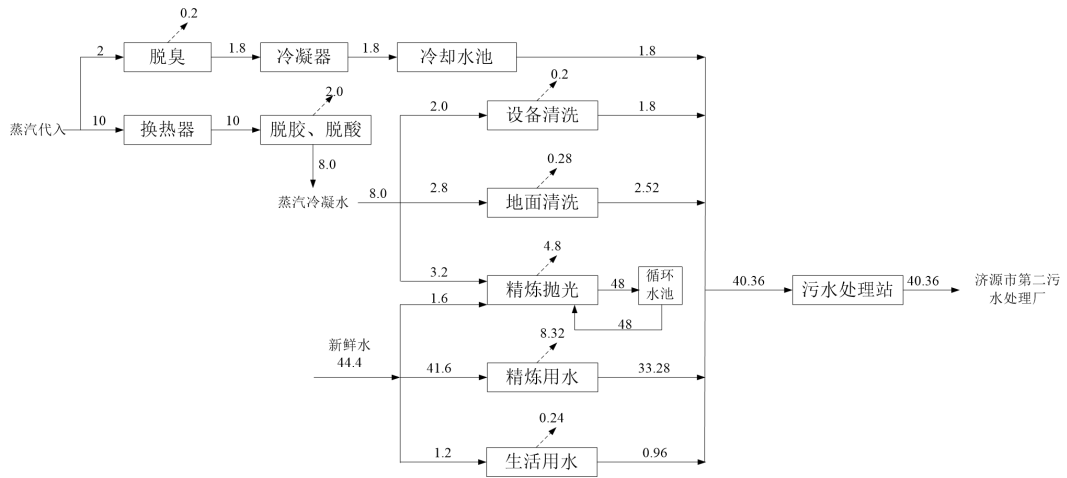 0.2
2
脱臭
1.8
冷凝器
1.8
冷却水池
1.8
蒸汽代入
10
换热器
10
2.0
脱胶、脱酸
8.0
蒸汽冷凝水
8.0
2.0
0.2
设备清洗
1.8
2.8
0.28
地面清洗
2.52
3.2
1.6
4.8
精炼抛光
48
循环
水池
48
新鲜水
44.4
41.6
8.32
精炼用水
33.28
1.2
0.24
生活用水
0.96
40.36
污水处理站
40.36
济源市第二污
水处理厂